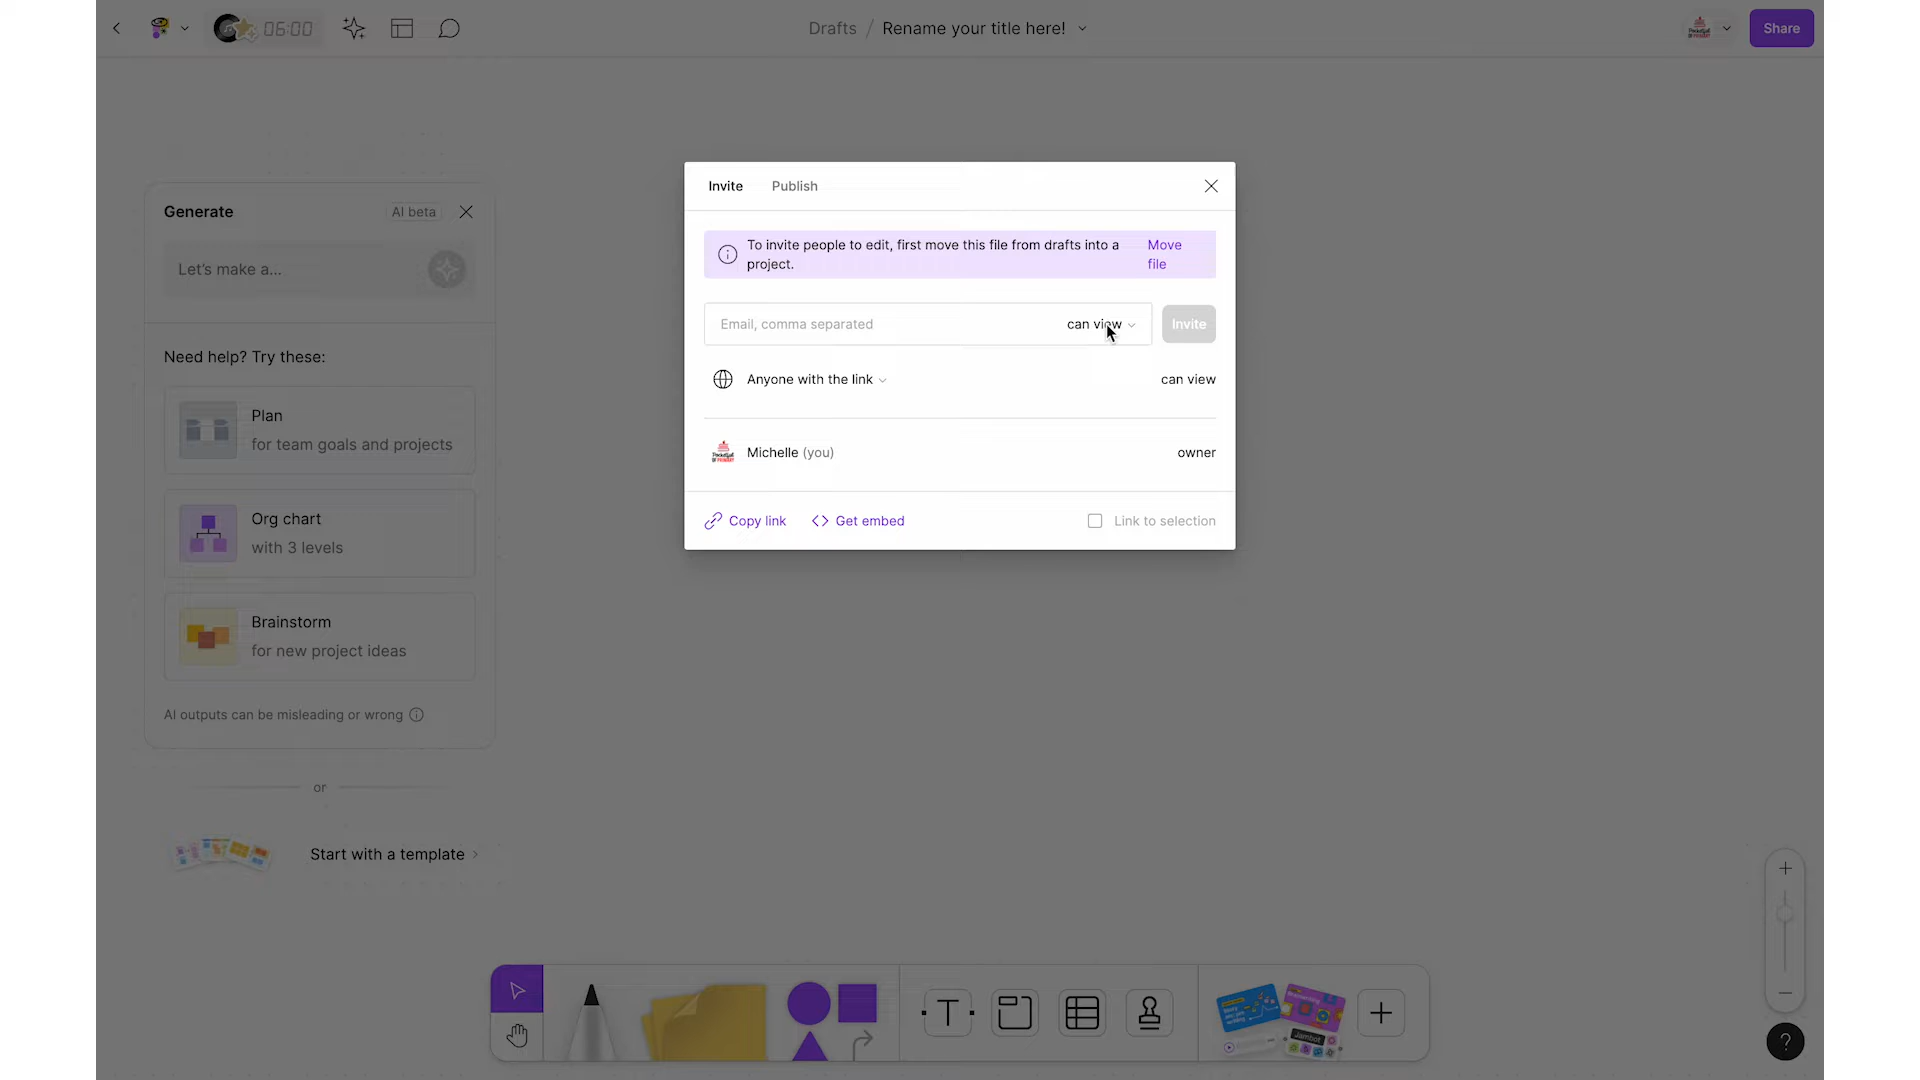 06:00
Drafts / Rename your title here!
Share
Generate
AI beta
Let's make a...
Need help? Try these:
Plan
for team goals and projects
Org chart
with 3 levels
Brainstorm
for new project ideas
AI outputs can be misleading or wrong
or
Start with a template
Invite
Publish
To invite people to edit, first move this file from drafts into a
project.
Move
file
Email, comma separated
can view
Invite
Anyone with the link
can view
Michelle (you)
owner
Copy link
Get embed
Link to selection
T
?